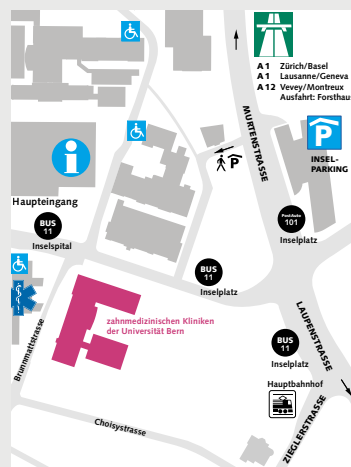 A 1 Zürich/Basel
A 1 Lausanne/Geneva
A 12 Vevey/Montreux
Ausfahrt: Forsthaus
MURTENSTRASSE
P
INSEL-
PARKING
i
P
Haupteingang
BUS
11
Inselspital
PostAuto
101
Inselplatz
BUS
11
Inselplatz
zahnmedizinischen Kliniken
der Universität Bern
Brunnmattstrasse
LAUPENSTRASSE
BUS
11
Inselplatz
Hauptbahnhof
Choisystrasse
ZIEGLERSTRASSE